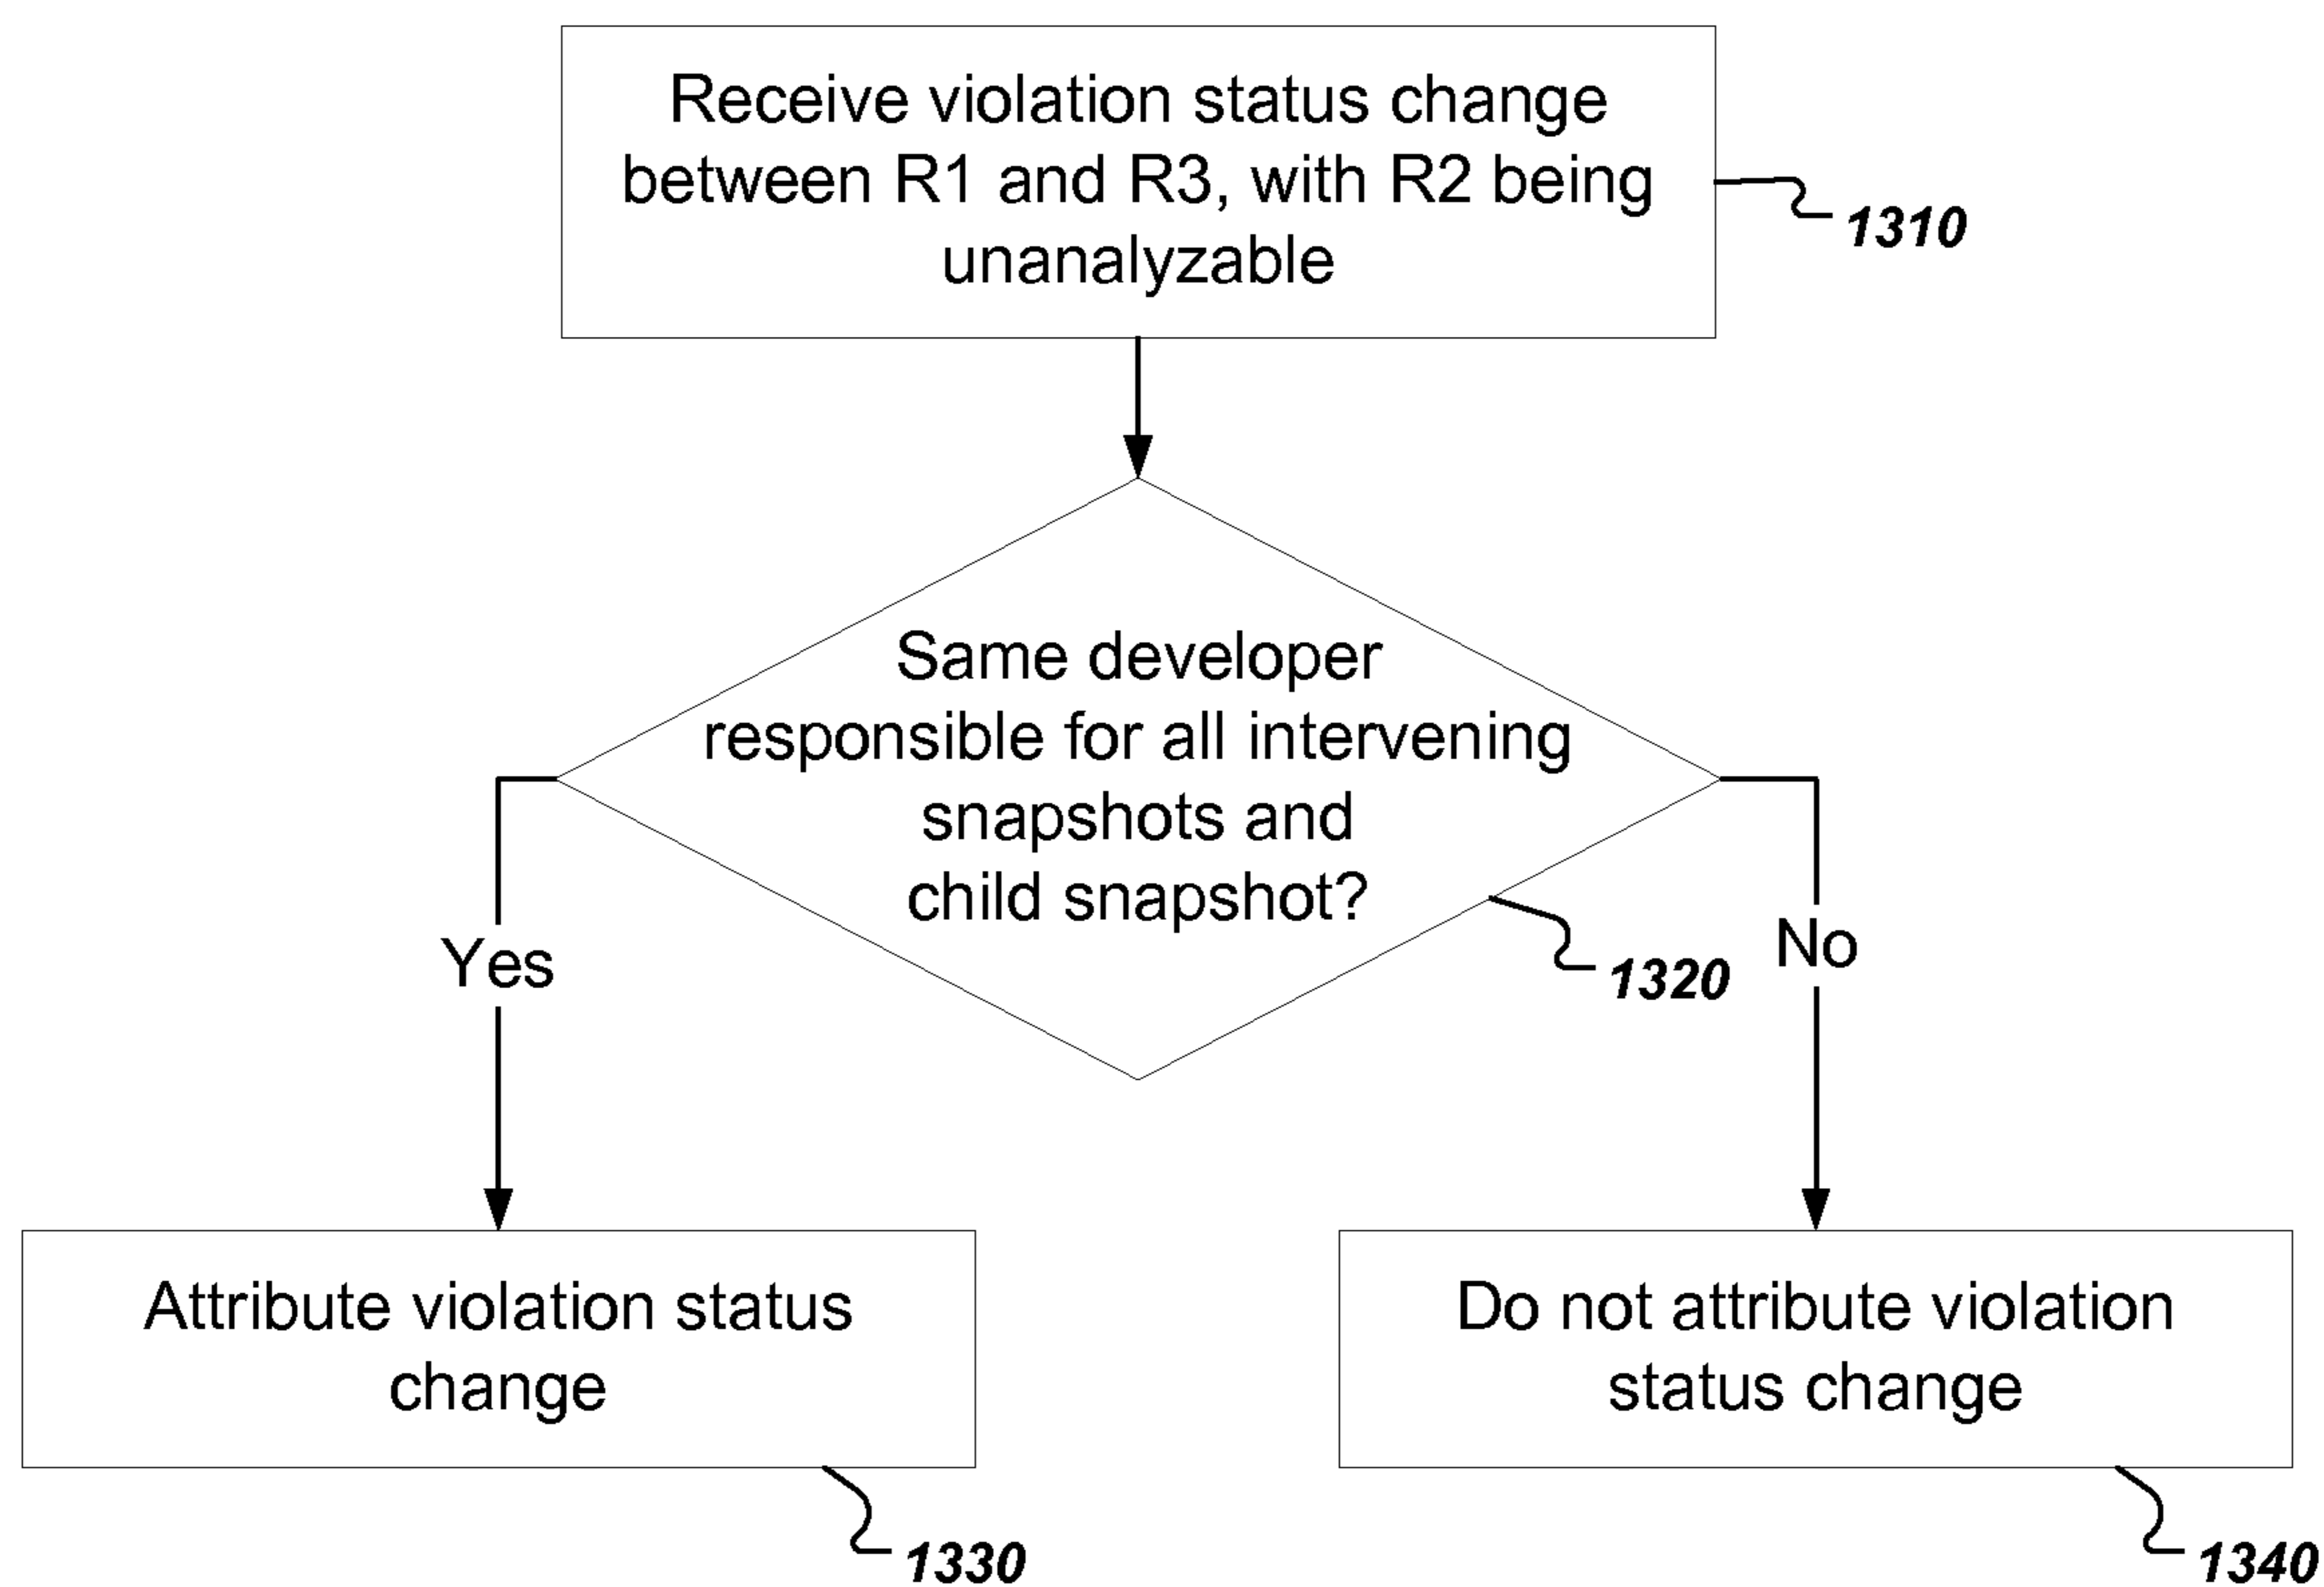 Receive violation status change
between R1 and R3, with R2 being
unanalyzable
1310
Same developer
responsible for all intervening
snapshots and
child snapshot?
1320
Yes
No
Attribute violation status
change
1330
Do not attribute violation
status change
1340